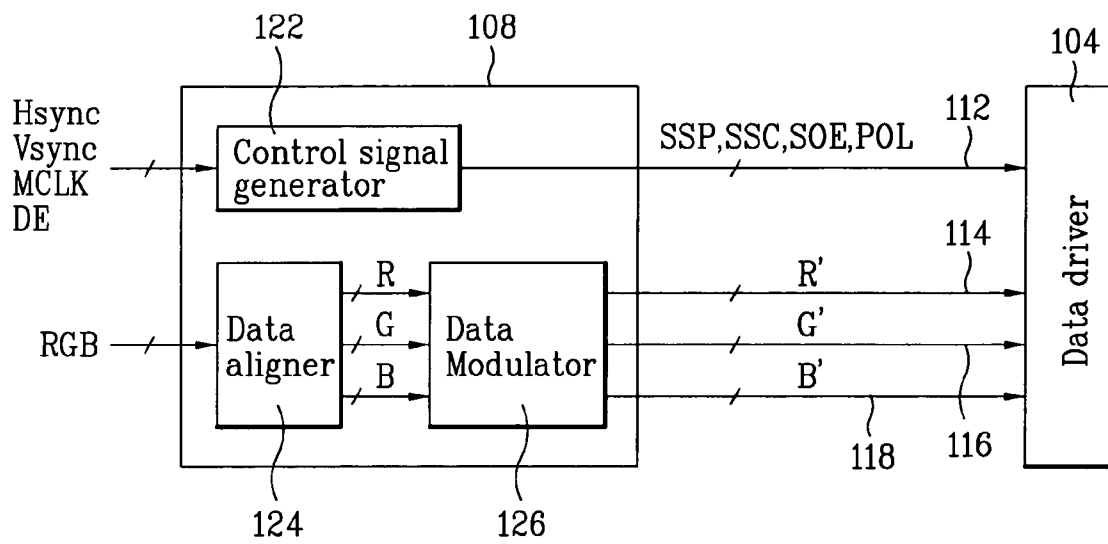 122
108
104
Hsync
Vsync
MCLK
DE
Control signal
generator
SSP,SSC,SOE,POL
112
114
RGB
Data
aligner
R
G
B
Data
Modulator
R'
G'
B'
Data driver
124
126
118
116